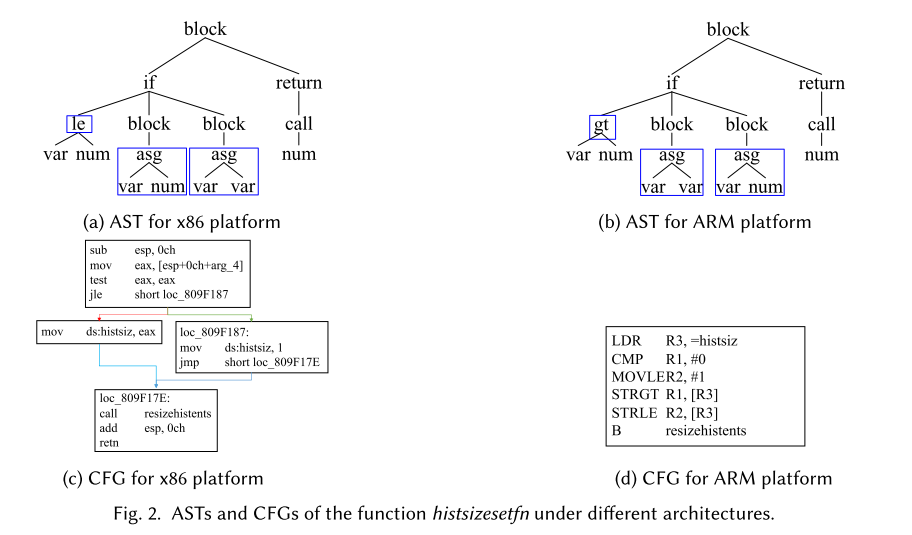 block
if return
le block block call
var num asg asg num
var num var var
(a) AST for x86 platform
block
if return
gt block block call
var num asg asg num
var var var num
(b) AST for ARM platform
sub esp, 0ch
mov eax, [esp+0ch+arg_4]
test eax, eax
jle short loc_809F187
mov ds:histsiz, eax
loc_809F187:
mov ds:histsiz, 1
jmp short loc_809F17E
loc_809F17E:
call resizehistents
add esp, 0ch
retn
(c) CFG for x86 platform
LDR R3, =histsiz
CMP R1, #0
MOVLER2, #1
STRGT R1, [R3]
STRLE R2, [R3]
B resizehistents
(d) CFG for ARM platform
Fig. 2. ASTs and CFGs of the function histsizesetfn under different architectures.